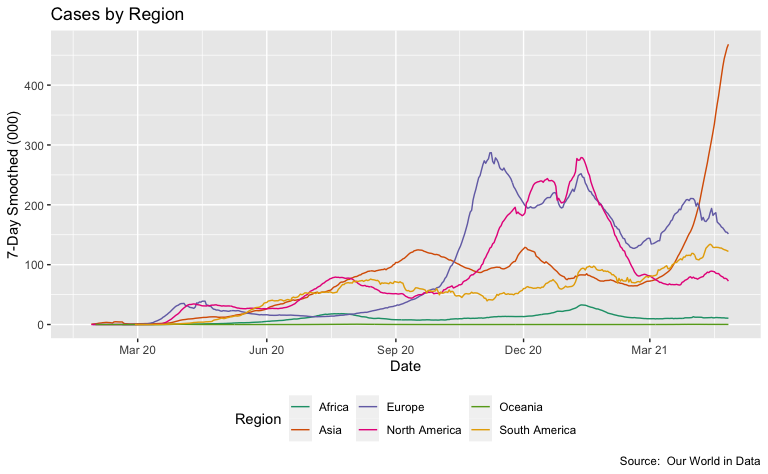 Cases by Region
7-Day Smoothed (000)
400
300
200
100
0
Mar 20 Jun 20 Sep 20 Dec 20 Mar 21
Date
Region
Africa Europe Oceania
Asia North America South America
Source:  Our World in Data